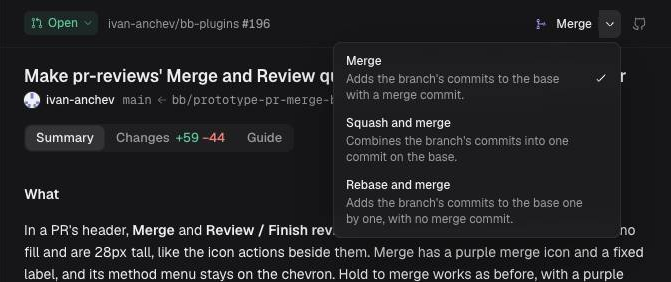 Open ivan-anchev/bb-plugins #196 Merge
Make pr-reviews' Merge and Review
ivan-anchev main ← bb/prototype-pr-merge-b
Summary Changes +59 −44 Guide
Merge
Adds the branch's commits to the base
with a merge commit.
Squash and merge
Combines the branch's commits into one
commit on the base.
Rebase and merge
Adds the branch's commits to the base one
by one, with no merge commit.
What
In a PR's header, Merge and Review / Finish no
fill and are 28px tall, like the icon actions beside them. Merge has a purple merge icon and a fixed
label, and its method menu stays on the chevron. Hold to merge works as before, with a purple